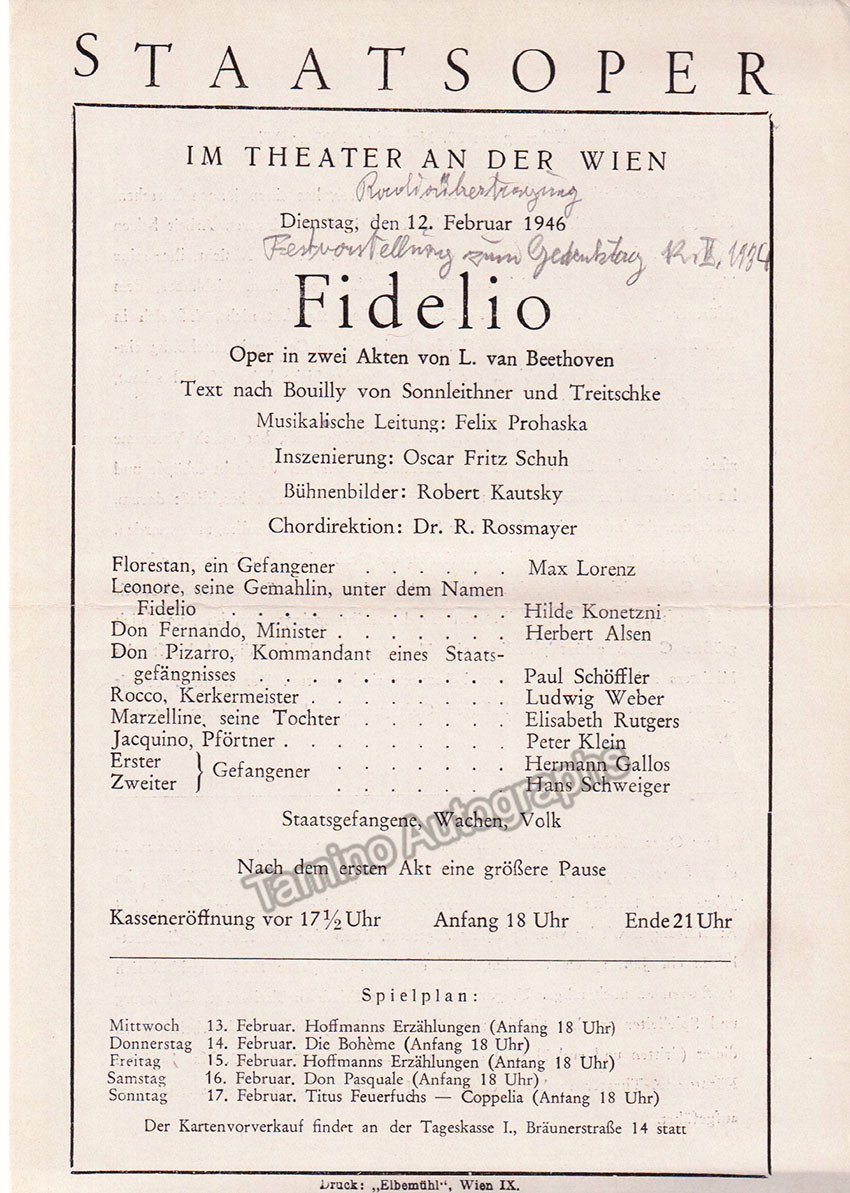 STAATSOPER
IM THEATER AN DER WIEN
Radioübertragung
Dienstag, den 12. Februar 1946
Festvorstellung zum Gedenktag 12. II. 1934
Fidelio
Oper in zwei Akten von L. van Beethoven
Text nach Bouilly von Sonnleithner und Treitschke
Musikalische Leitung: Felix Prohaska
Inszenierung: Oscar Fritz Schuh
Bühnenbilder: Robert Kautsky
Chordirektion: Dr. R. Rossmayer
Florestan, ein Gefangener . . . . . . Max Lorenz
Leonore, seine Gemahlin, unter dem Namen
Fidelio . . . . . . . . . . . Hilde Konetzni
Don Fernando, Minister . . . . . . . Herbert Alsen
Don Pizarro, Kommandant eines Staats-
gefängnisses . . . . . . . . . . Paul Schöffler
Rocco, Kerkermeister . . . . . . . . Ludwig Weber
Marzelline, seine Tochter . . . . . . Elisabeth Rutgers
Jacquino, Pförtner . . . . . . . . . Peter Klein
Erster } Gefangener . . . . . . . Hermann Gallos
Zweiter . . . . . . . Hans Schweiger
Staatsgefangene, Wachen, Volk
Tamino Autographs
Nach dem ersten Akt eine größere Pause
Kasseneröffnung vor 17½ Uhr Anfang 18 Uhr Ende 21 Uhr
Spielplan:
Mittwoch 13. Februar. Hoffmanns Erzählungen (Anfang 18 Uhr)
Donnerstag 14. Februar. Die Bohème (Anfang 18 Uhr)
Freitag 15. Februar. Hoffmanns Erzählungen (Anfang 18 Uhr)
Samstag 16. Februar. Don Pasquale (Anfang 18 Uhr)
Sonntag 17. Februar. Titus Feuerfuchs — Coppelia (Anfang 18 Uhr)
Der Kartenvorverkauf findet an der Tageskasse I., Bräunerstraße 14 statt
Druck: „Elbemühl“, Wien IX.